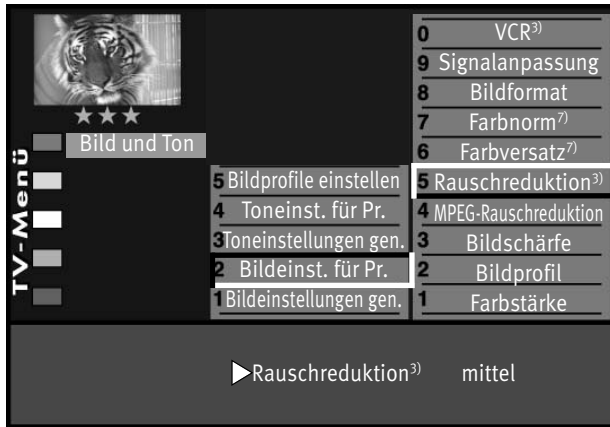 TV-Menü
Bild und Ton
5 Bildprofile einstellen
4 Toneinst. für Pr.
3 Toneinstellungen gen.
2 Bildeinst. für Pr.
1 Bildeinstellungen gen.
0 VCR3)
9 Signalanpassung
8 Bildformat
7 Farbnorm7)
6 Farbversatz7)
5 Rauschreduktion3)
4 MPEG-Rauschreduktion
3 Bildschärfe
2 Bildprofil
1 Farbstärke
Rauschreduktion3) mittel